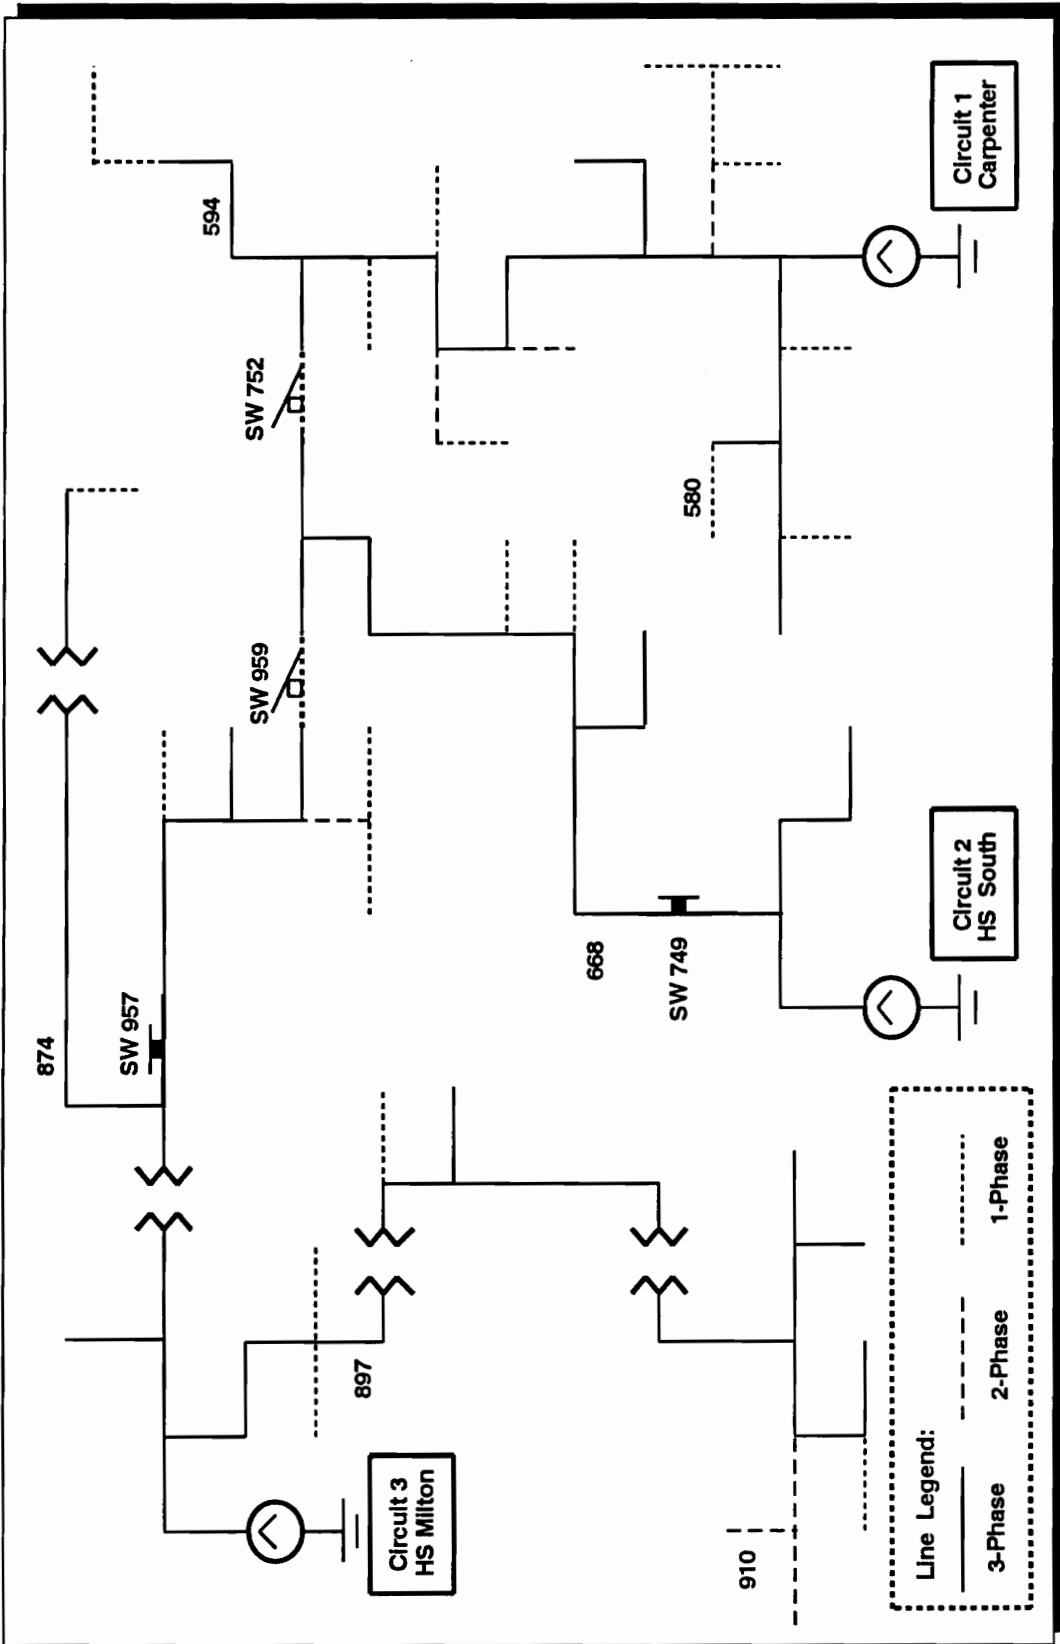 594
Circuit 1
Carpenter
SW 752
580
SW 959
874
SW 957
668
SW 749
Circuit 2
HS South
897
Circuit 3
HS Milton
910
Line Legend:
3-Phase
2-Phase
1-Phase